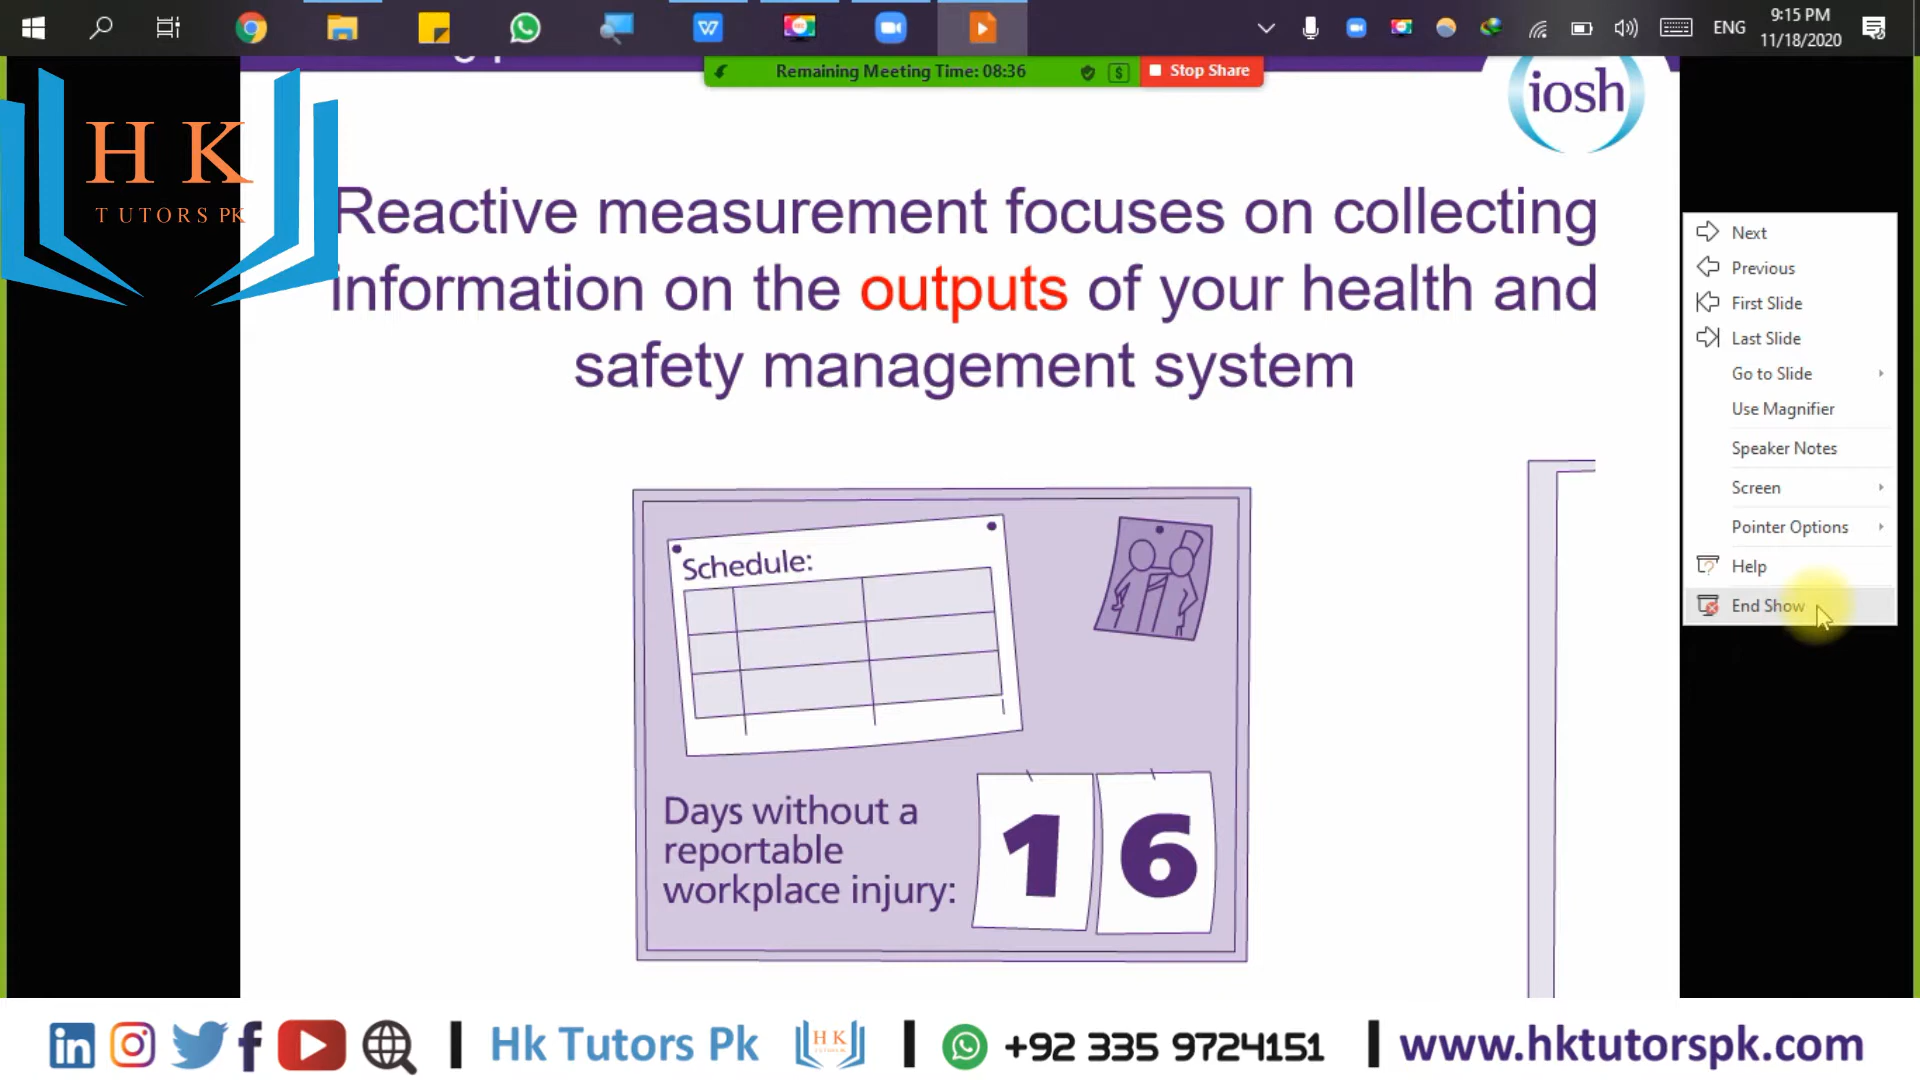 9:15 PM
ENG
11/18/2020
Remaining Meeting Time: 08:36
Stop Share
iosh
H K
TUTORS PK
Reactive measurement focuses on collecting
information on the outputs of your health and
safety management system
Next
Previous
First Slide
Last Slide
Go to Slide
Use Magnifier
Speaker Notes
Screen
Pointer Options
Help
End Show
Schedule:
Days without a
reportable
workplace injury:
1 6
Hk Tutors Pk
H K
+92 335 9724151
www.hktutorspk.com